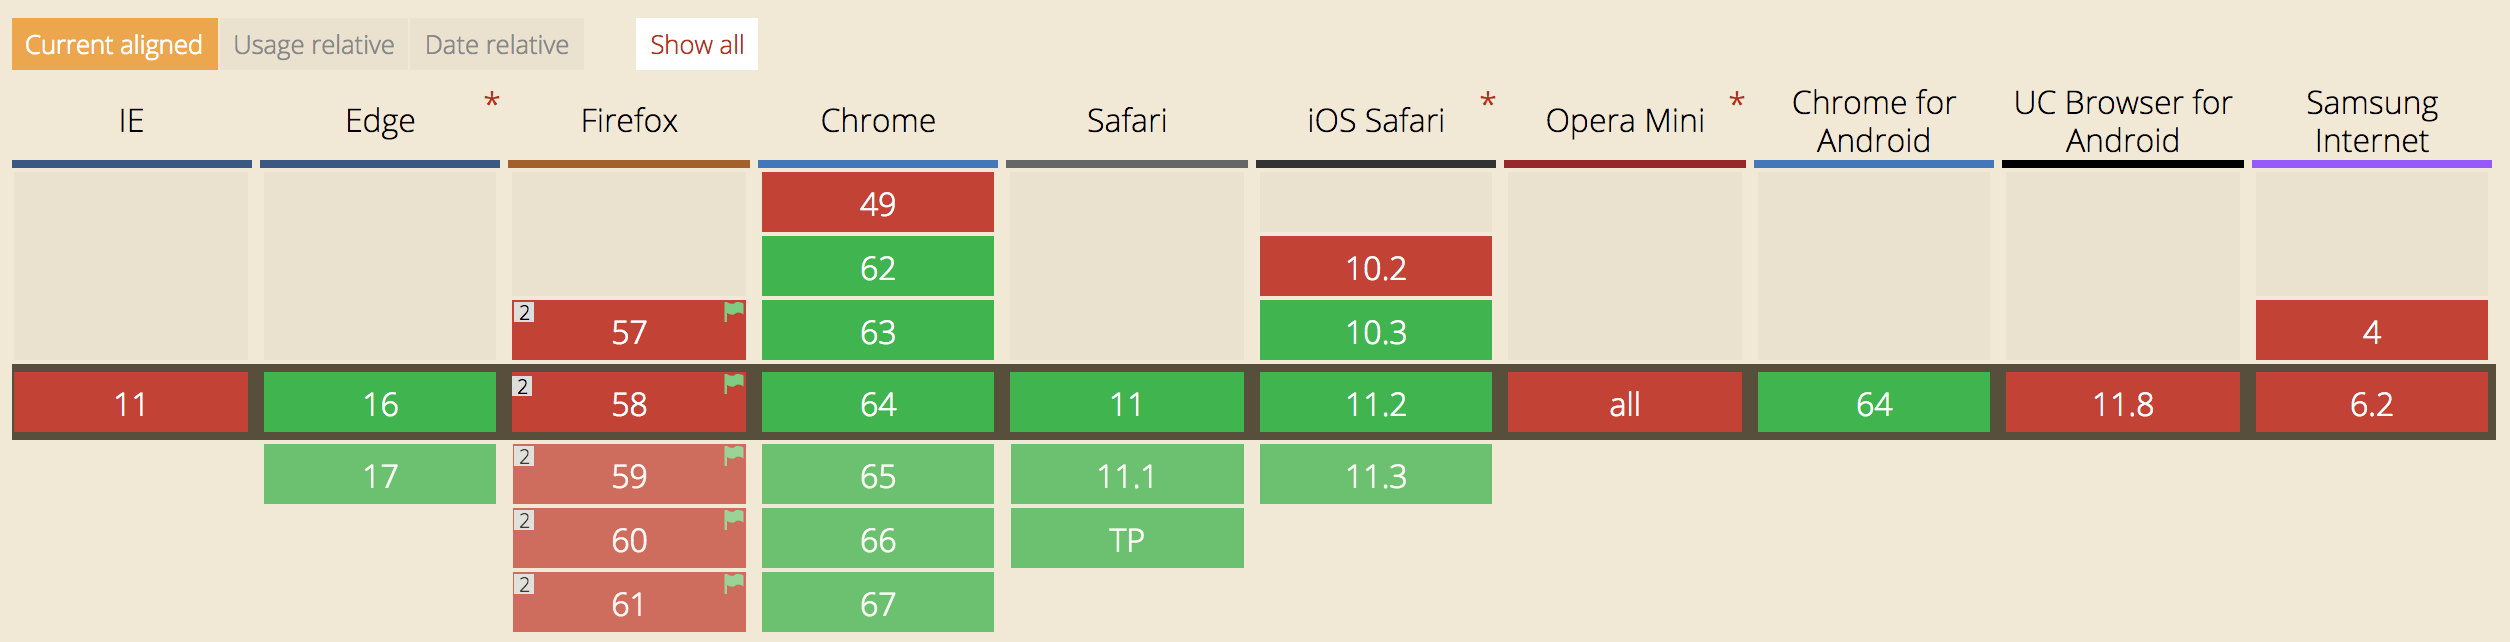 Current aligned Usage relative Date relative Show all
IE Edge * Firefox Chrome Safari iOS Safari * Opera Mini * Chrome for Android UC Browser for Android Samsung Internet
49
62 10.2
2 57 63 10.3 4
11 16 2 58 64 11 11.2 all 64 11.8 6.2
17 2 59 65 11.1 11.3
2 60 66 TP
2 61 67